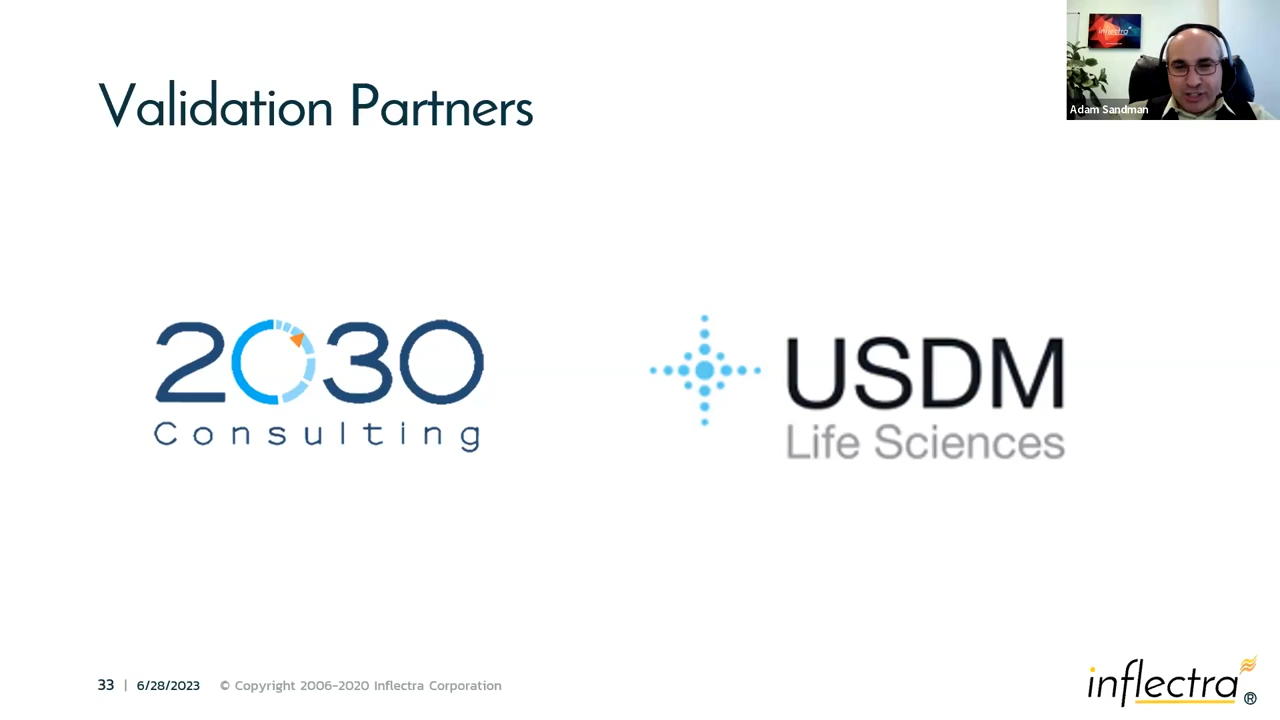 Validation Partners
inflectra
Adam Sandman
2030
Consulting
USDM
Life Sciences
33 | 6/28/2023 © Copyright 2006-2020 Inflectra Corporation
inflectra®